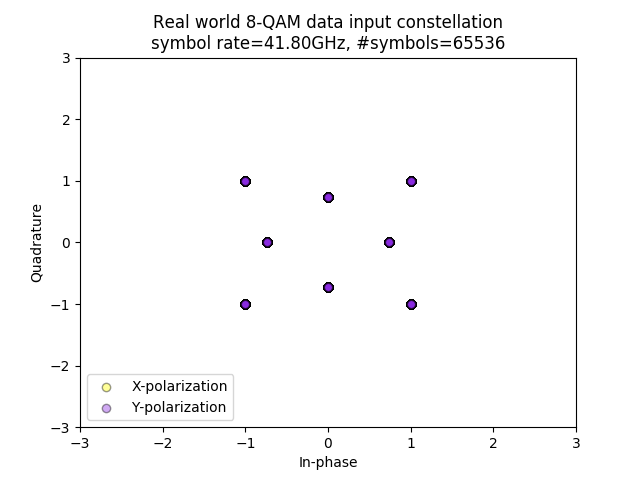 Real world 8-QAM data input constellation
symbol rate=41.80GHz, #symbols=65536
3
2
1
0
−1
−2
−3
Quadrature
X-polarization
Y-polarization
−3
−2
−1
0
1
2
3
In-phase